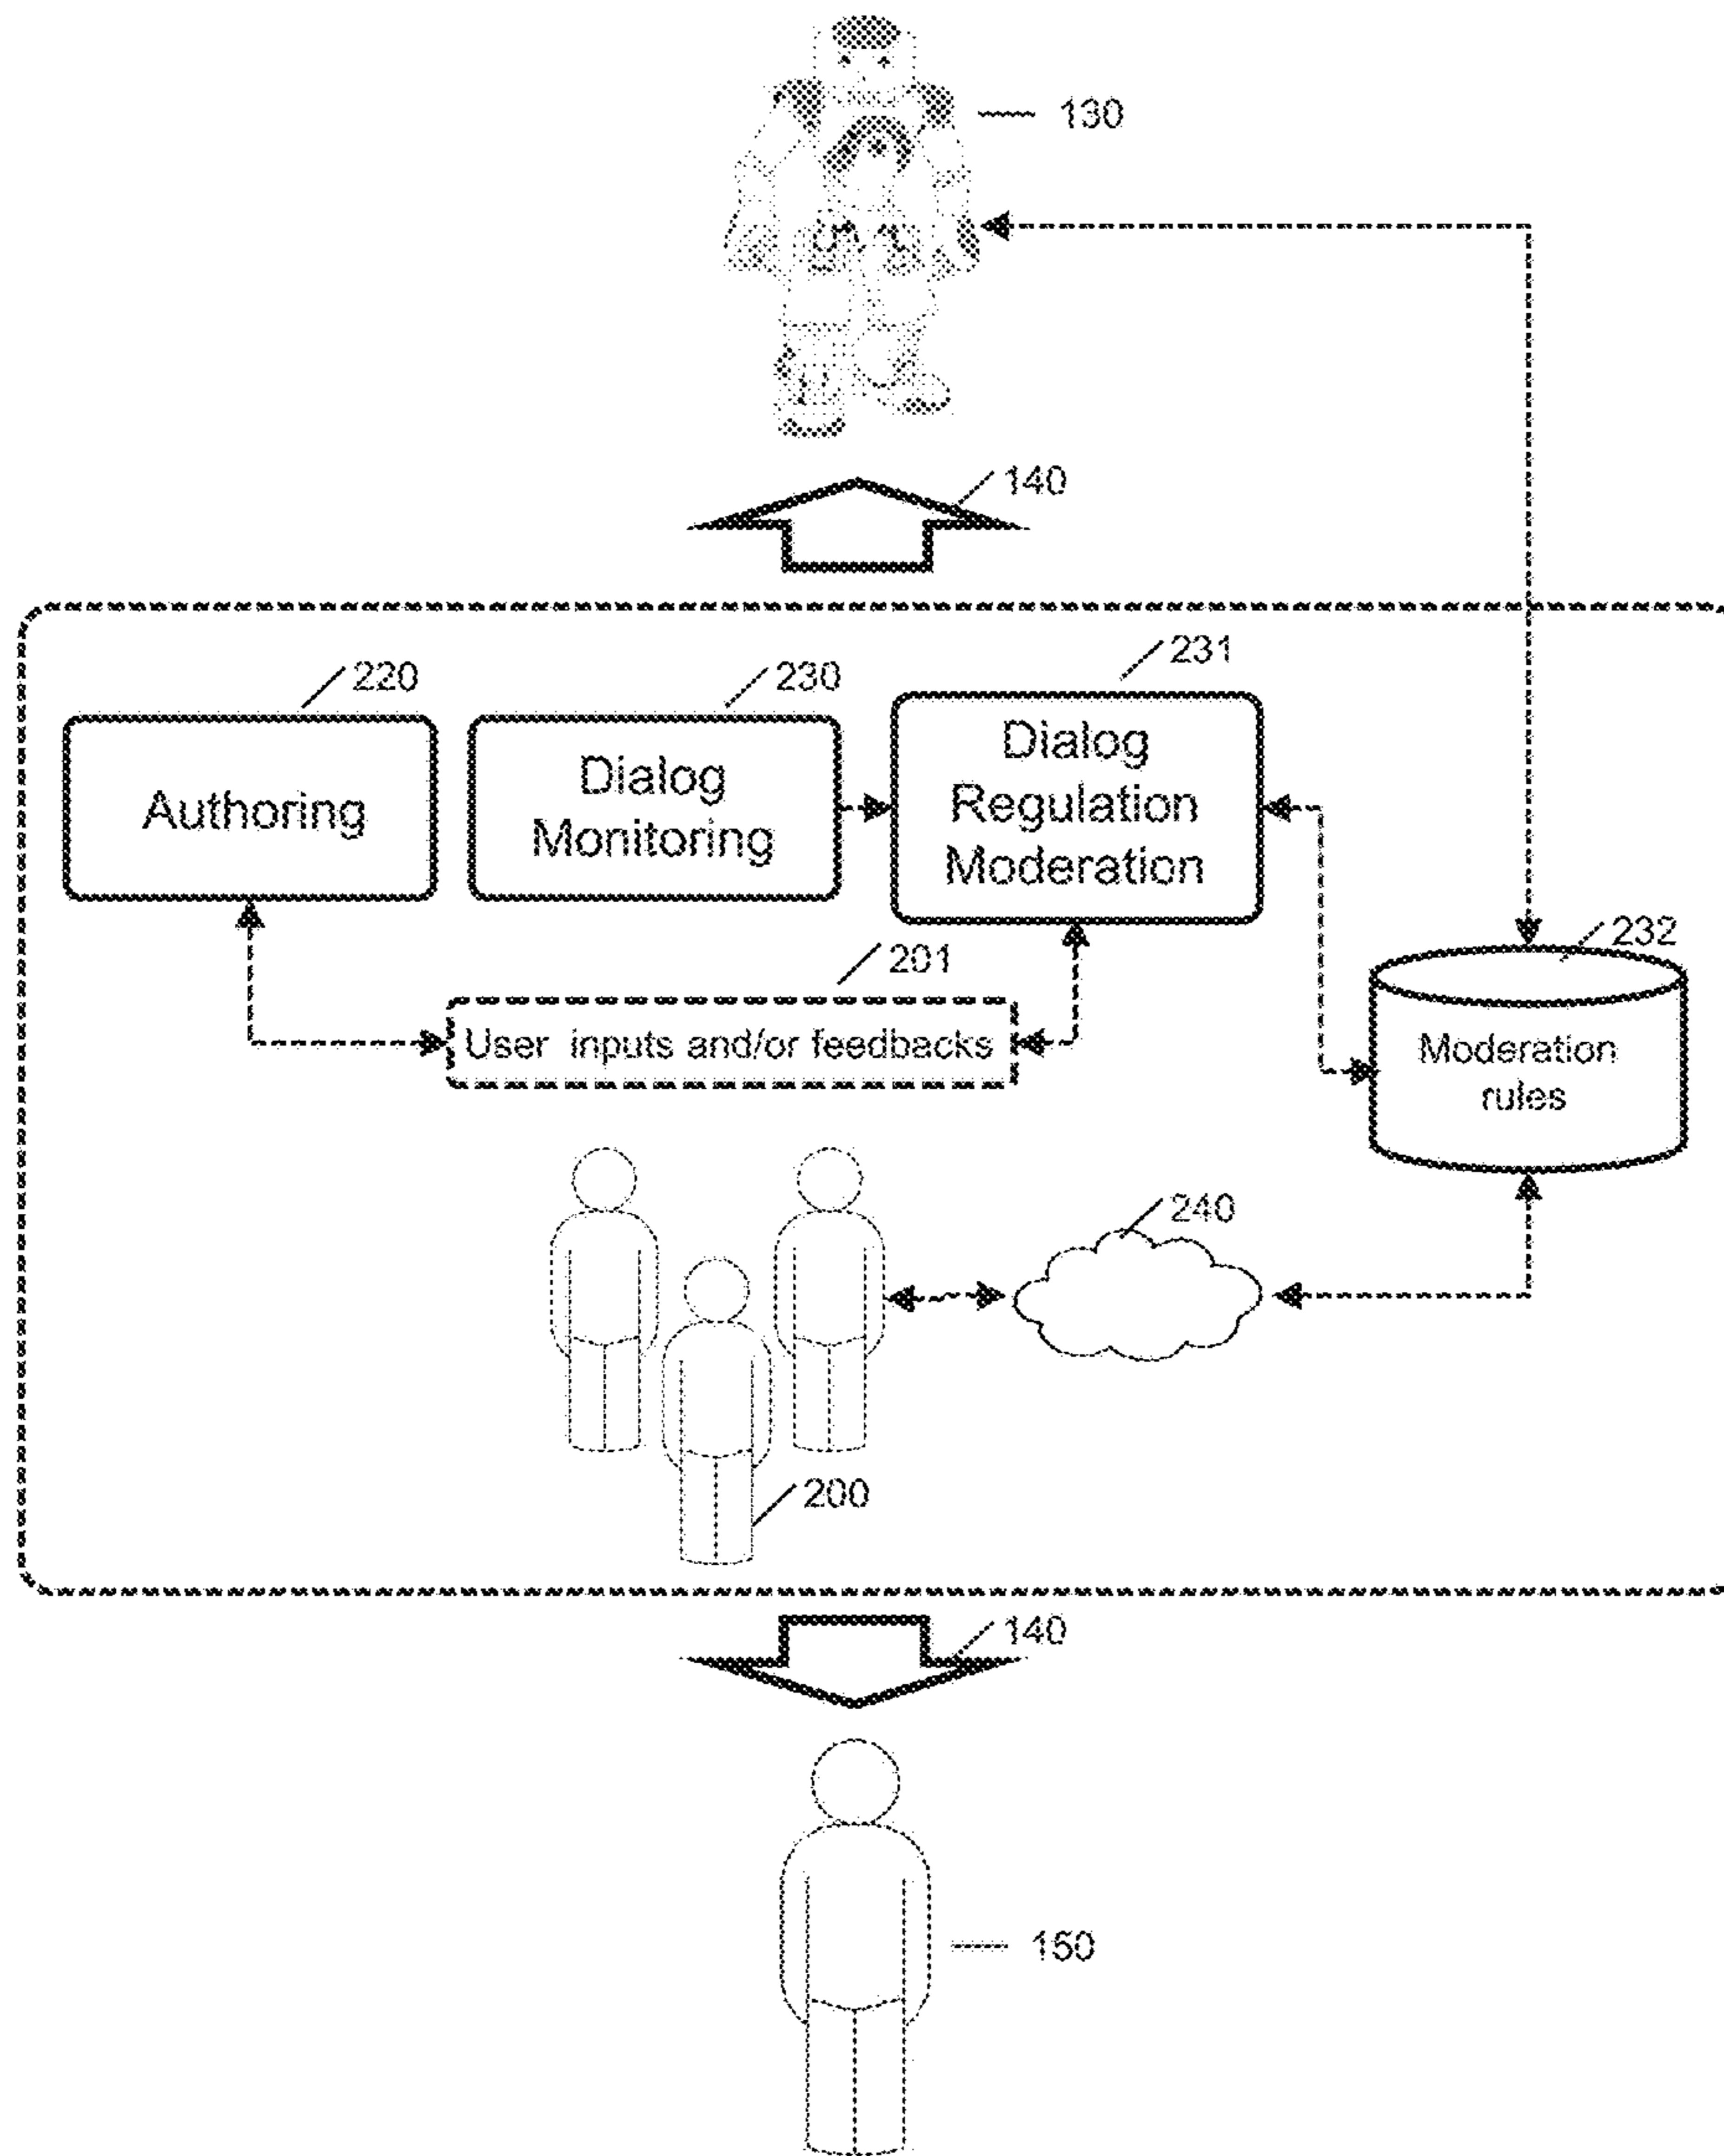 130
140
220
230
231
Authoring
Dialog
Monitoring
Dialog
Regulation
Moderation
201
232
User inputs and/or feedbacks
Moderation
rules
240
200
140
150